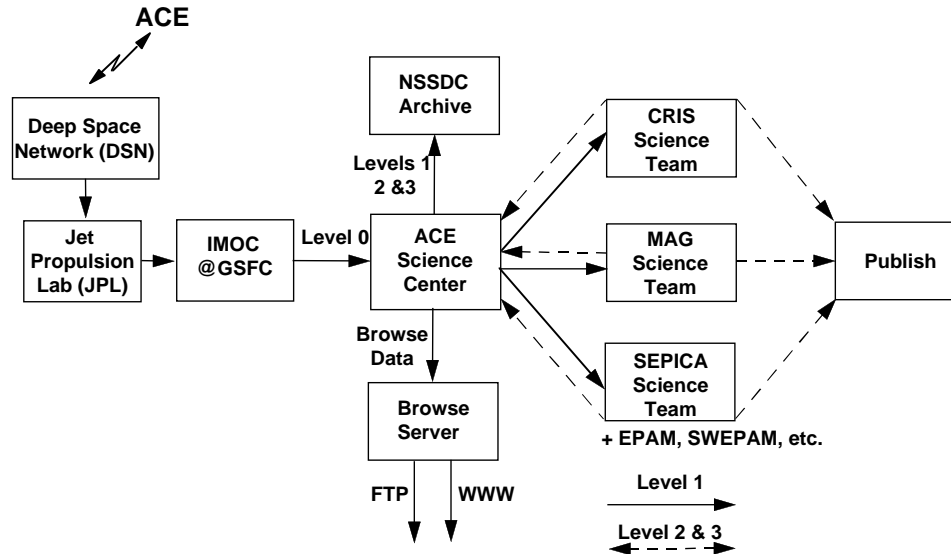 ACE
Deep Space
Network (DSN)
Jet
Propulsion
Lab (JPL)
IMOC
@GSFC
Level 0
NSSDC
Archive
Levels 1
2 &3
ACE
Science
Center
Browse
Data
Browse
Server
FTP
WWW
CRIS
Science
Team
MAG
Science
Team
SEPICA
Science
Team
+ EPAM, SWEPAM, etc.
Publish
Level 1
Level 2 & 3